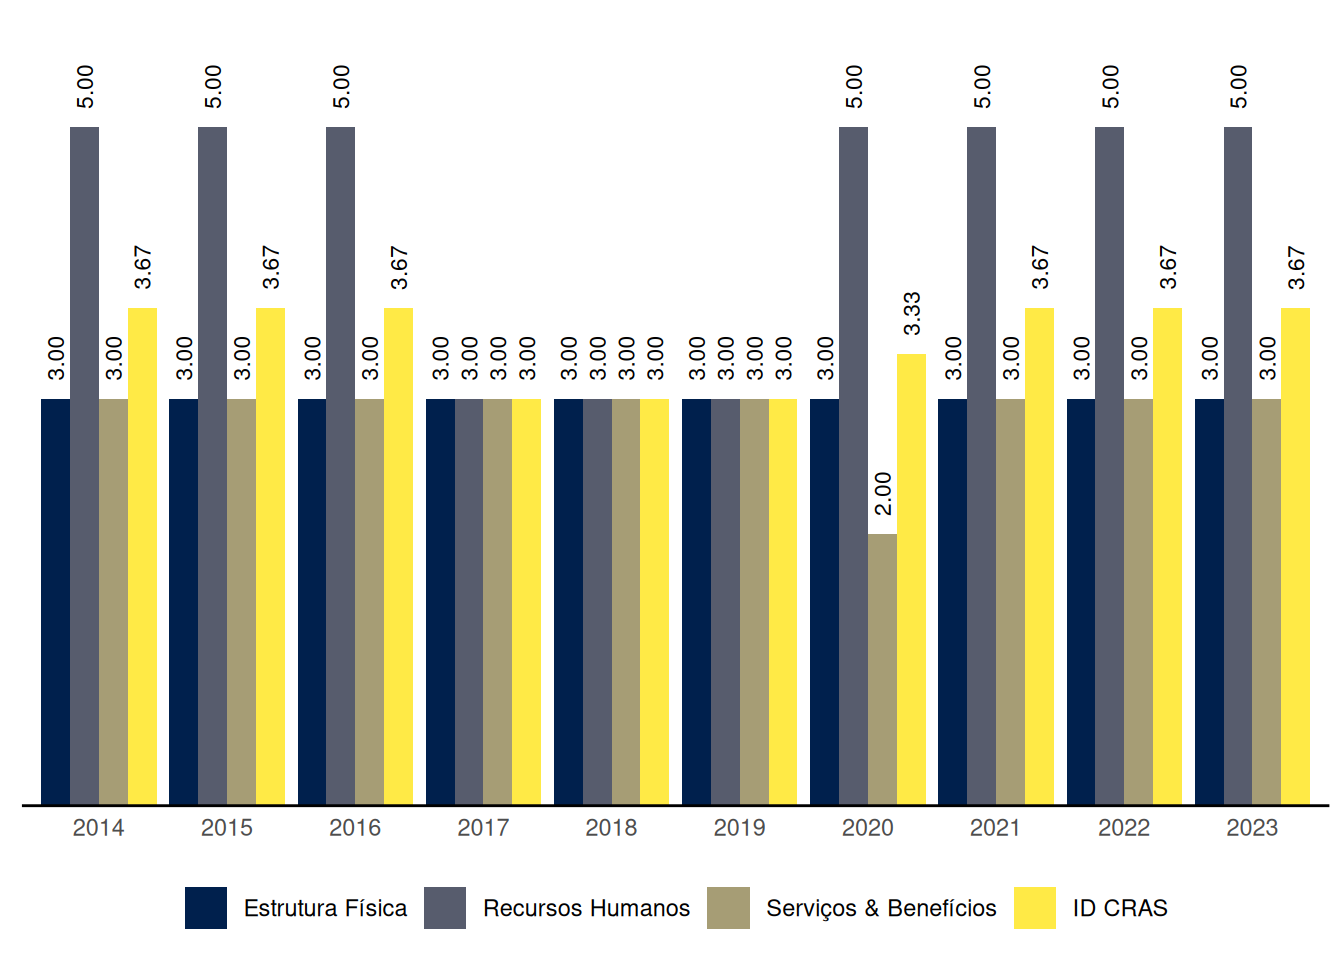 5.00 5.00 5.00 5.00 5.00 5.00 5.00
3.67 3.67 3.67 3.33 3.67 3.67 3.67
3.00 3.00 3.00 3.00 3.00 3.00 3.00 3.00 3.00 3.00 3.00 3.00 3.00 3.00 3.00 3.00 3.00 3.00 3.00 3.00 3.00 3.00 3.00 3.00 3.00
2.00
2014 2015 2016 2017 2018 2019 2020 2021 2022 2023
Estrutura Física Recursos Humanos Serviços & Benefícios ID CRAS